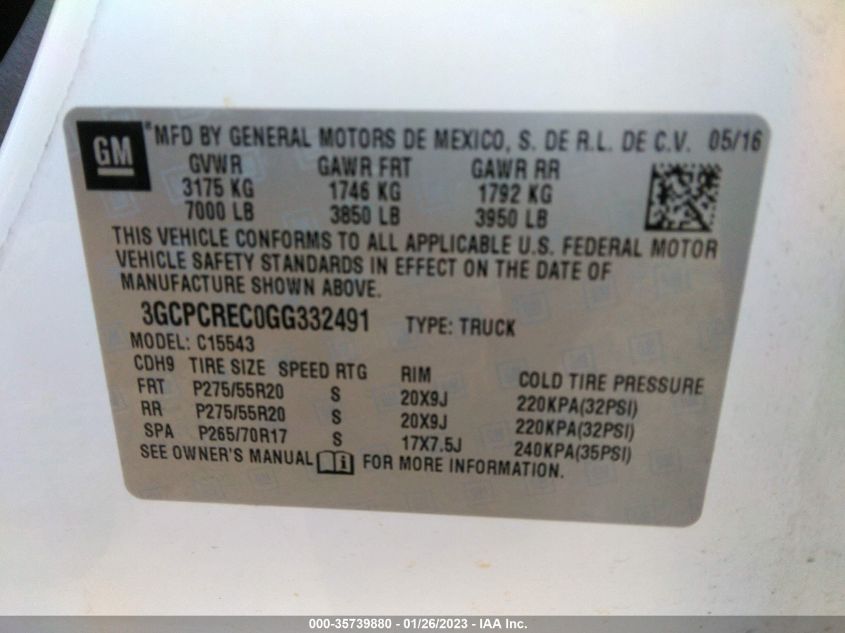 GM
MFD BY GENERAL MOTORS DE MEXICO, S. DE R.L. DE C.V. 05/16
GVWR GAWR FRT GAWR RR
3175 KG 1746 KG 1792 KG
7000 LB 3850 LB 3950 LB
THIS VEHICLE CONFORMS TO ALL APPLICABLE U.S. FEDERAL MOTOR
VEHICLE SAFETY STANDARDS IN EFFECT ON THE DATE OF
MANUFACTURE SHOWN ABOVE.
3GCPCREC0GG332491 TYPE: TRUCK
MODEL: C15543
CDH9 TIRE SIZE SPEED RTG RIM COLD TIRE PRESSURE
FRT P275/55R20 S 20X9J 220KPA(32PSI)
RR P275/55R20 S 20X9J 220KPA(32PSI)
SPA P265/70R17 S 17X7.5J 240KPA(35PSI)
SEE OWNER'S MANUAL FOR MORE INFORMATION.
000-35739880 - 01/26/2023 - IAA Inc.